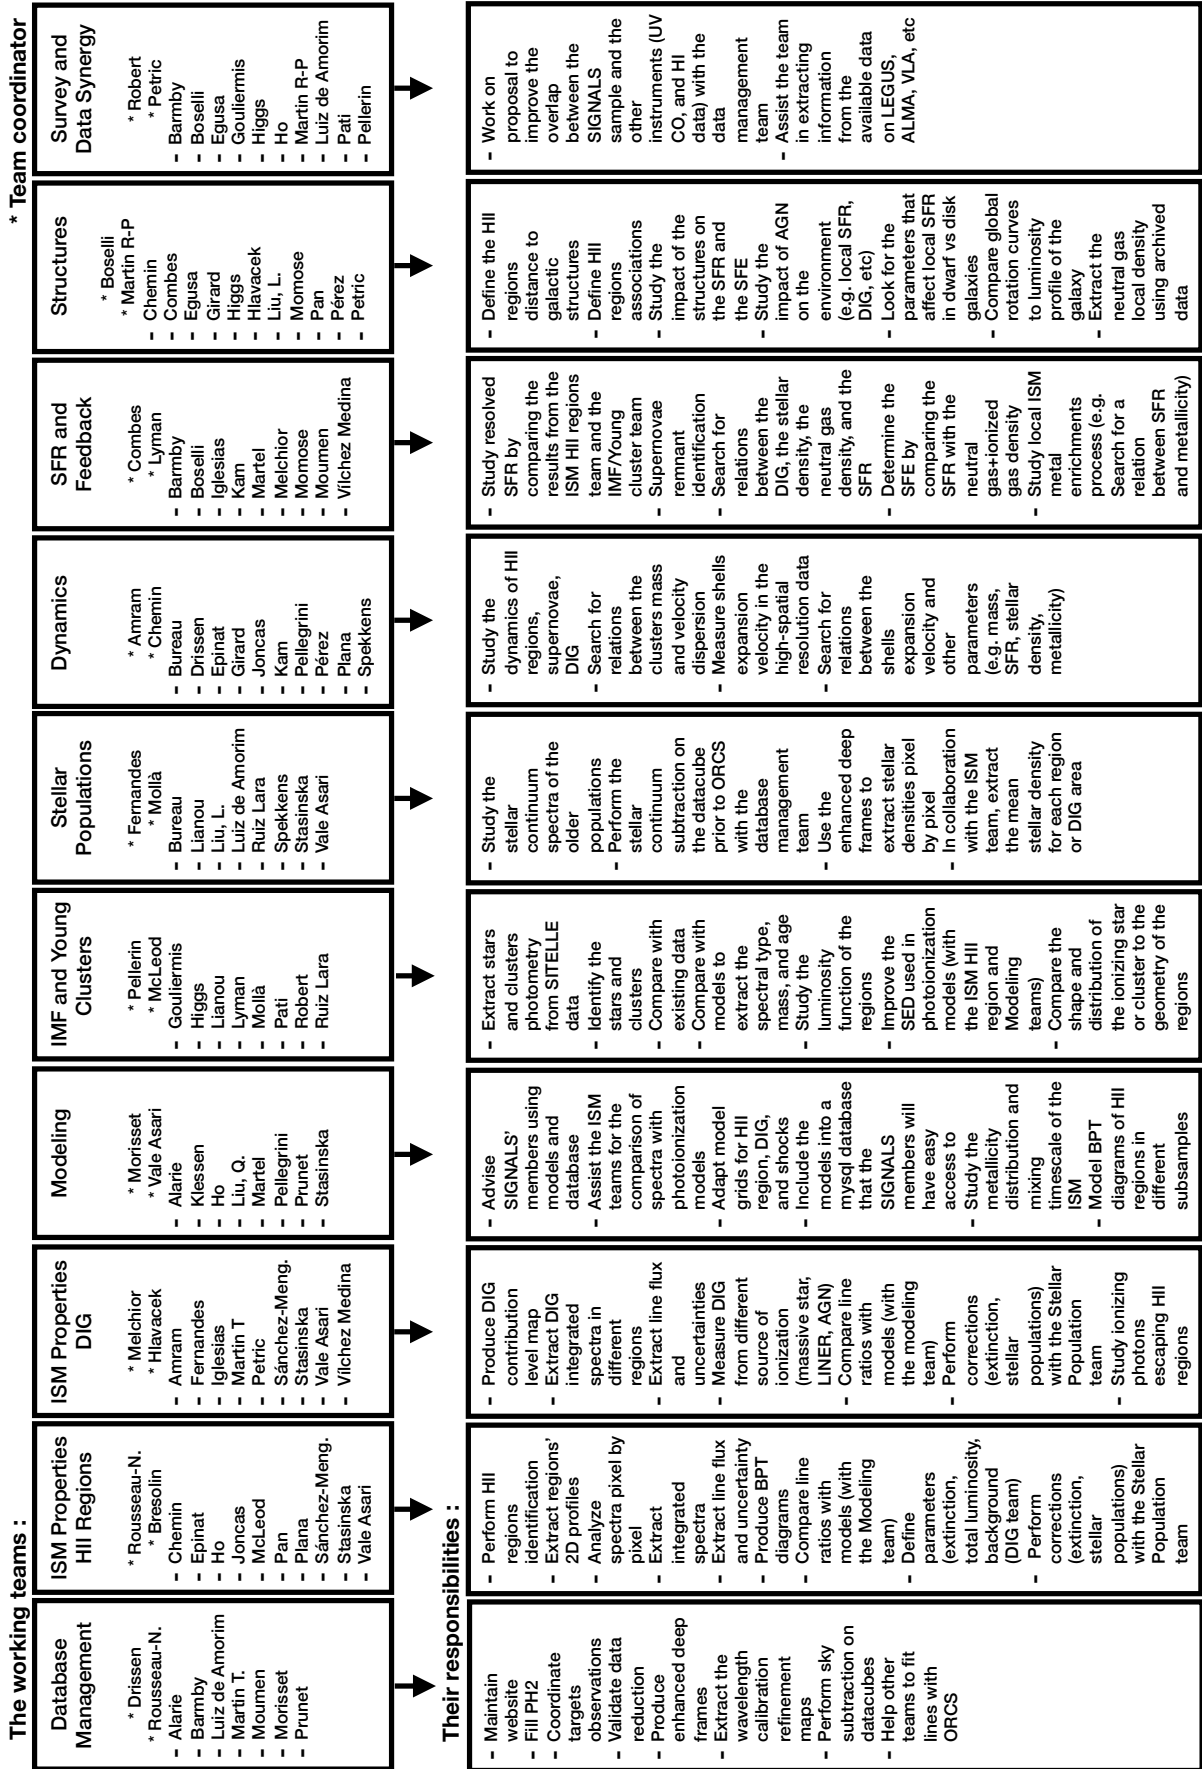 The working teams :
* Team coordinator
Database
Management
* Drissen
* Rousseau-N.
- Alarie
- Barmby
- Luiz de Amorim
- Martin T.
- Moumen
- Morisset
- Prunet
ISM Properties
HII Regions
* Rousseau-N.
* Bresolin
- Chemin
- Epinat
- Ho
- Joncas
- McLeod
- Pan
- Plana
- Sánchez-Meng.
- Stasinska
- Vale Asari
ISM Properties
DIG
* Melchior
* Hlavacek
- Amram
- Fernandes
- Iglesias
- Martin T
- Petric
- Sánchez-Meng.
- Stasinska
- Vale Asari
- Vilchez Medina
Modeling
* Morisset
* Vale Asari
- Alarie
- Klessen
- Ho
- Liu, Q.
- Martel
- Pellegrini
- Prunet
- Stasinska
IMF and Young
Clusters
* Pellerin
* McLeod
- Gouliermis
- Higgs
- Lianou
- Lyman
- Mollà
- Pati
- Robert
- Ruiz Lara
Stellar
Populations
* Fernandes
* Mollà
- Bureau
- Lianou
- Liu, L.
- Luiz de Amorim
- Ruiz Lara
- Spekkens
- Stasinska
- Vale Asari
Dynamics
* Amram
* Chemin
- Bureau
- Drissen
- Epinat
- Girard
- Joncas
- Kam
- Pellegrini
- Pérez
- Plana
- Spekkens
SFR and
Feedback
* Combes
* Lyman
- Barmby
- Boselli
- Iglesias
- Kam
- Martel
- Melchior
- Momose
- Moumen
- Vilchez Medina
Structures
* Boselli
* Martin R-P
- Chemin
- Combes
- Egusa
- Girard
- Higgs
- Hlavacek
- Liu, L.
- Momose
- Pan
- Pérez
- Petric
Survey and
Data Synergy
* Robert
* Petric
- Barmby
- Boselli
- Egusa
- Gouliermis
- Higgs
- Ho
- Martin R-P
- Luiz de Amorim
- Pati
- Pellerin
Their responsibilities :
- Maintain
website
- Fill PH2
- Coordinate
targets
observations
- Validate data
reduction
- Produce
enhanced deep
frames
- Extract the
wavelength
calibration
refinement
maps
- Perform sky
subtraction on
datacubes
- Help other
teams to fit
lines with
ORCS
- Perform HII
regions
identification
- Extract regions'
2D profiles
- Analyze
spectra pixel by
pixel
- Extract
integrated
spectra
- Extract line flux
and uncertainty
- Produce BPT
diagrams
- Compare line
ratios with
models (with
the Modeling
team)
- Define
parameters
(extinction,
total luminosity,
background
(DIG team)
- Perform
corrections
(extinction,
stellar
populations)
with the Stellar
Population
team
- Produce DIG
contribution
level map
- Extract DIG
integrated
spectra in
different
regions
- Extract line flux
and
uncertainties
- Measure DIG
from different
source of
ionization
(massive star,
LINER, AGN)
- Compare line
ratios with
models (with
the modeling
team)
- Perform
corrections
(extinction,
stellar
populations)
with the Stellar
Population
team
- Study ionizing
photons
escaping HII
regions
- Advise
SIGNALS'
members using
models and
database
- Assist the ISM
teams for the
comparison of
spectra with
photoionization
models
- Adapt model
grids for HII
region, DIG,
and shocks
- Include the
models into a
mysql database
that the
SIGNALS
members will
have easy
access to
- Study the
metallicity
distribution and
mixing
timescale of the
ISM
- Model BPT
diagrams of HII
regions in
different
subsamples
- Extract stars
and clusters
photometry
from SITELLE
data
- Identify the
stars and
clusters
- Compare with
existing data
- Compare with
models to
extract the
spectral type,
mass, and age
- Study the
luminosity
function of the
regions
- Improve the
SED used in
photoionization
models (with
the ISM HII
region and
Modeling
teams)
- Compare the
shape and
distribution of
the ionizing star
or cluster to the
geometry of the
regions
- Study the
stellar
continuum
spectra of the
older
populations
- Perform the
stellar
continuum
subtraction on
the datacube
prior to ORCS
with the
database
management
team
- Use the
enhanced deep
frames to
extract stellar
densities pixel
by pixel
- In collaboration
with the ISM
team, extract
the mean
stellar density
for each region
or DIG area
- Study the
dynamics of HII
regions,
supernovae,
DIG
- Search for
relations
between the
clusters mass
and velocity
dispersion
- Measure shells
expansion
velocity in the
high-spatial
resolution data
- Search for
relations
between the
shells
expansion
velocity and
other
parameters
(e.g. mass,
SFR, stellar
density,
metallicity)
- Study resolved
SFR by
comparing the
results from the
ISM HII regions
team and the
IMF/Young
cluster team
- Supernovae
remnant
identification
- Search for
relations
between the
DIG, the stellar
density, the
neutral gas
density, and the
SFR
- Determine the
SFE by
comparing the
SFR with the
neutral
gas+ionized
gas density
- Study local ISM
metal
enrichments
process (e.g.
Search for a
relation
between SFR
and metallicity)
- Define the HII
regions
distance to
galactic
structures
- Define HII
regions
associations
- Study the
impact of the
structures on
the SFR and
the SFE
- Study the
impact of AGN
on the
environment
(e.g. local SFR,
DIG, etc)
- Look for the
parameters that
affect local SFR
in dwarf vs disk
galaxies
- Compare global
rotation curves
to luminosity
profile of the
galaxy
- Extract the
neutral gas
local density
using archived
data
- Work on
proposal to
improve the
overlap
between the
SIGNALS
sample and the
other
instruments (UV
CO, and HI
data) with the
data
management
team
- Assist the team
in extracting
information
from the
available data
on LEGUS,
ALMA, VLA, etc